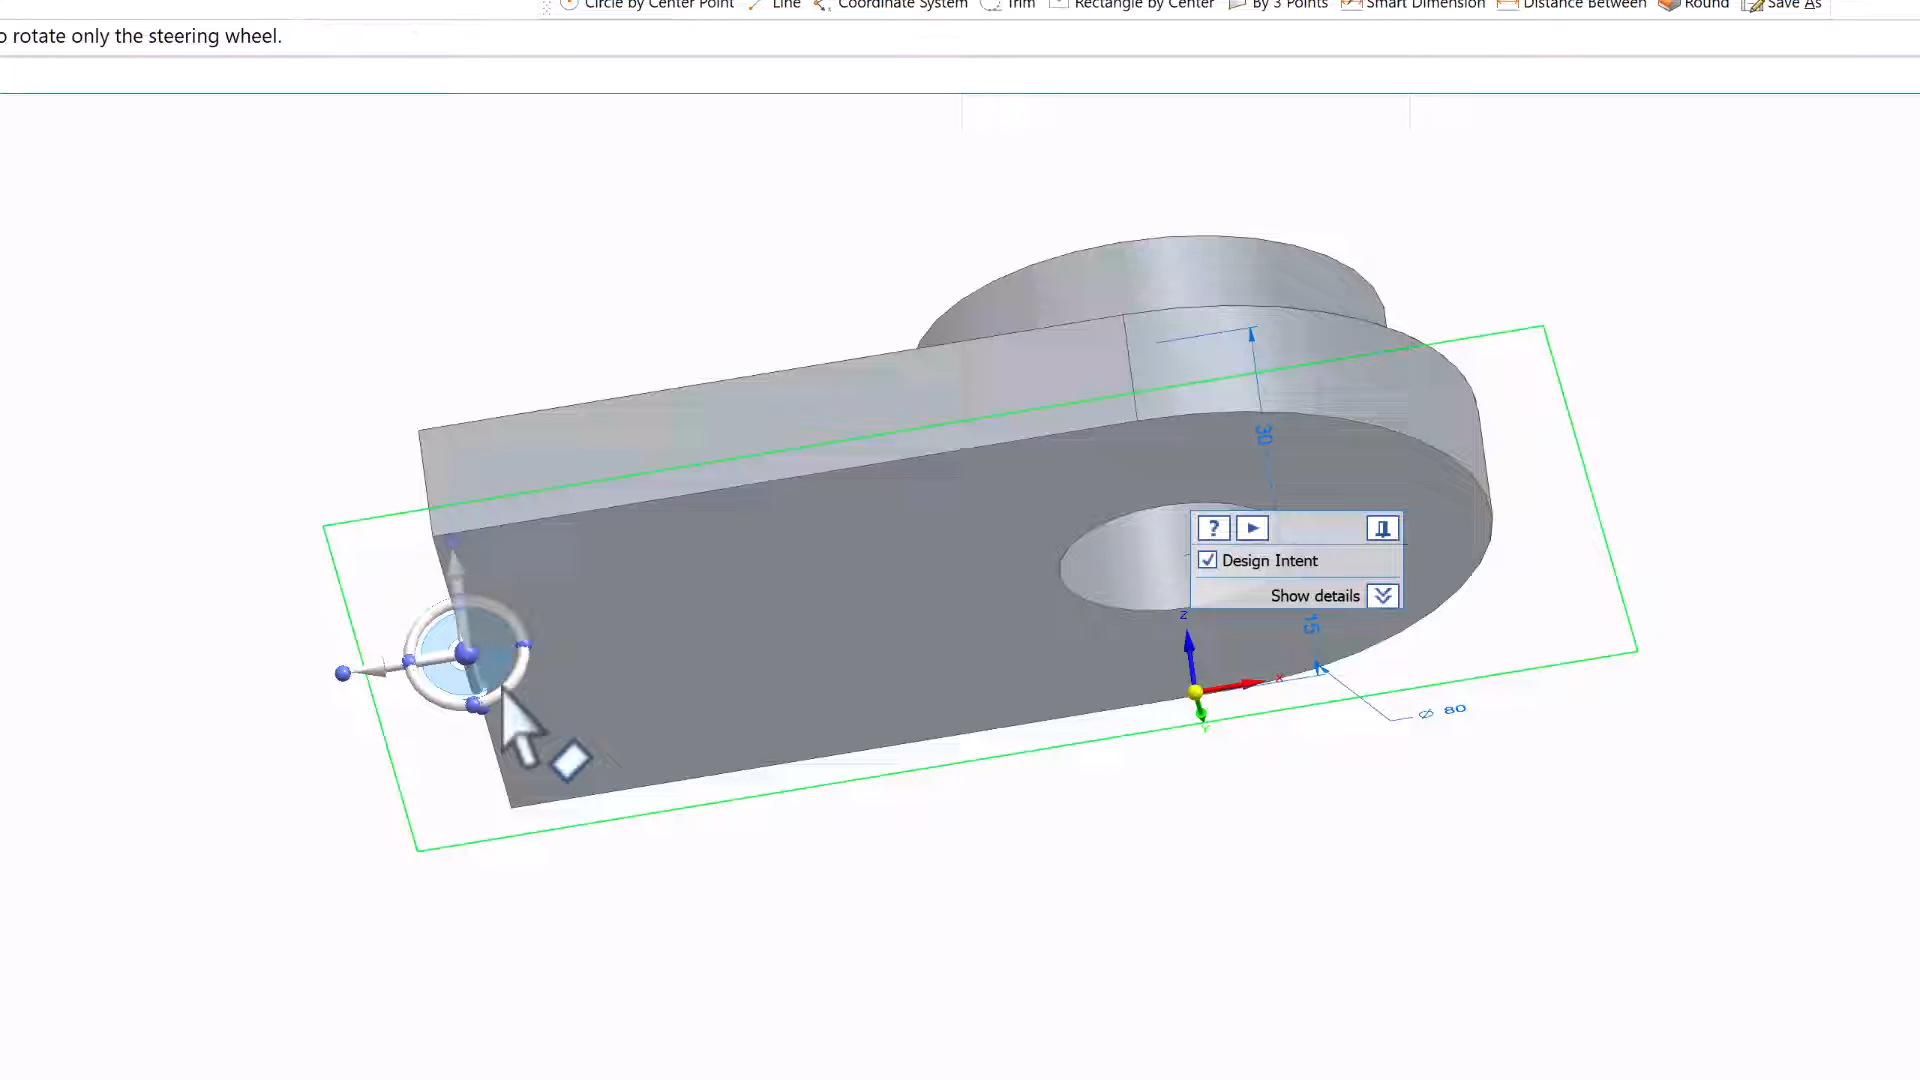 Circle by Center Point Line Coordinate System Trim Rectangle by Center By 3 Points Smart Dimension Distance Between Round Save As
o rotate only the steering wheel.
30
?
Design Intent
Show details
15
Z
X
Y
⌀ 80